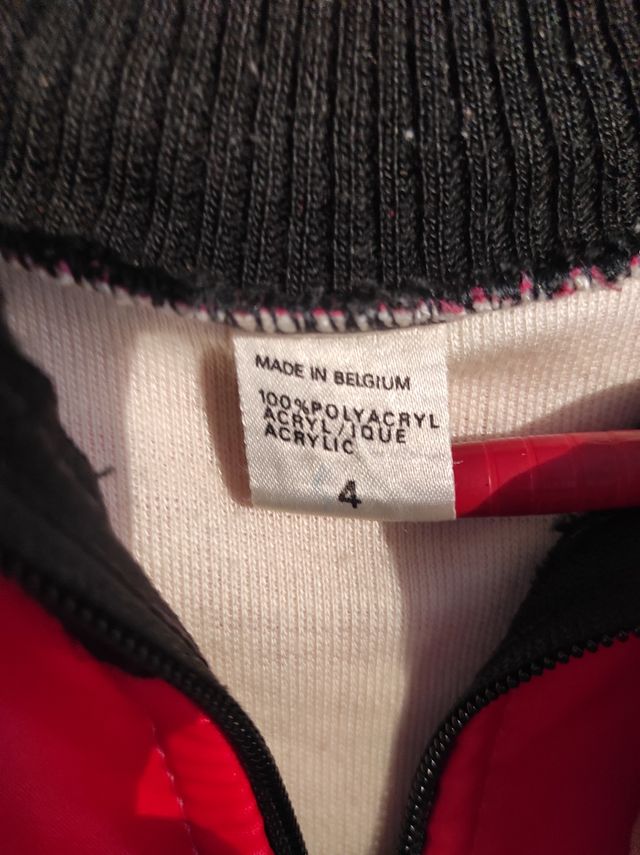 MADE IN BELGIUM
100%POLYACRYL
ACRYL/IQUE
ACRYLIC
4